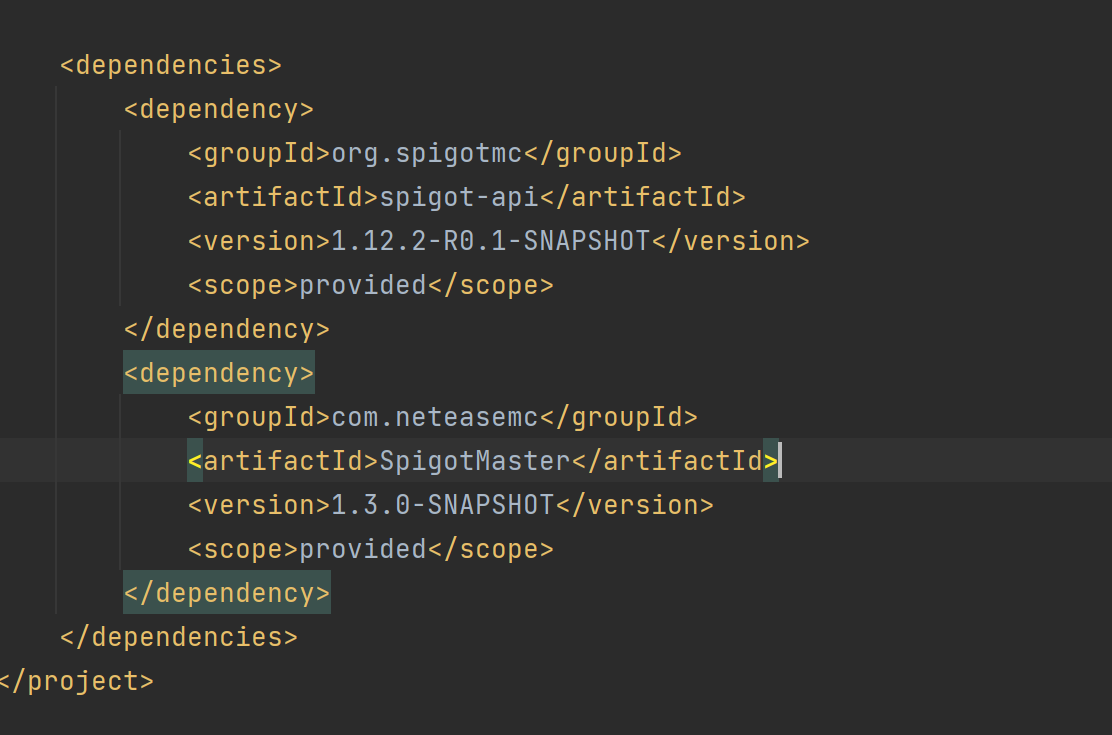 <dependencies>
<dependency>
<groupId>org.spigotmc</groupId>
<artifactId>spigot-api</artifactId>
<version>1.12.2-R0.1-SNAPSHOT</version>
<scope>provided</scope>
</dependency>
<dependency>
<groupId>com.neteasemc</groupId>
<artifactId>SpigotMaster</artifactId>
<version>1.3.0-SNAPSHOT</version>
<scope>provided</scope>
</dependency>
</dependencies>
</project>